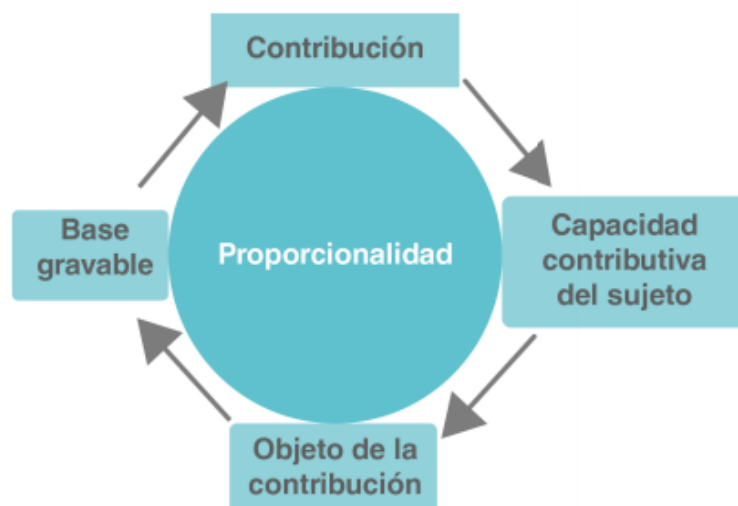 Contribución
Base
gravable
Proporcionalidad
Capacidad
contributiva
del sujeto
Objeto de la
contribución